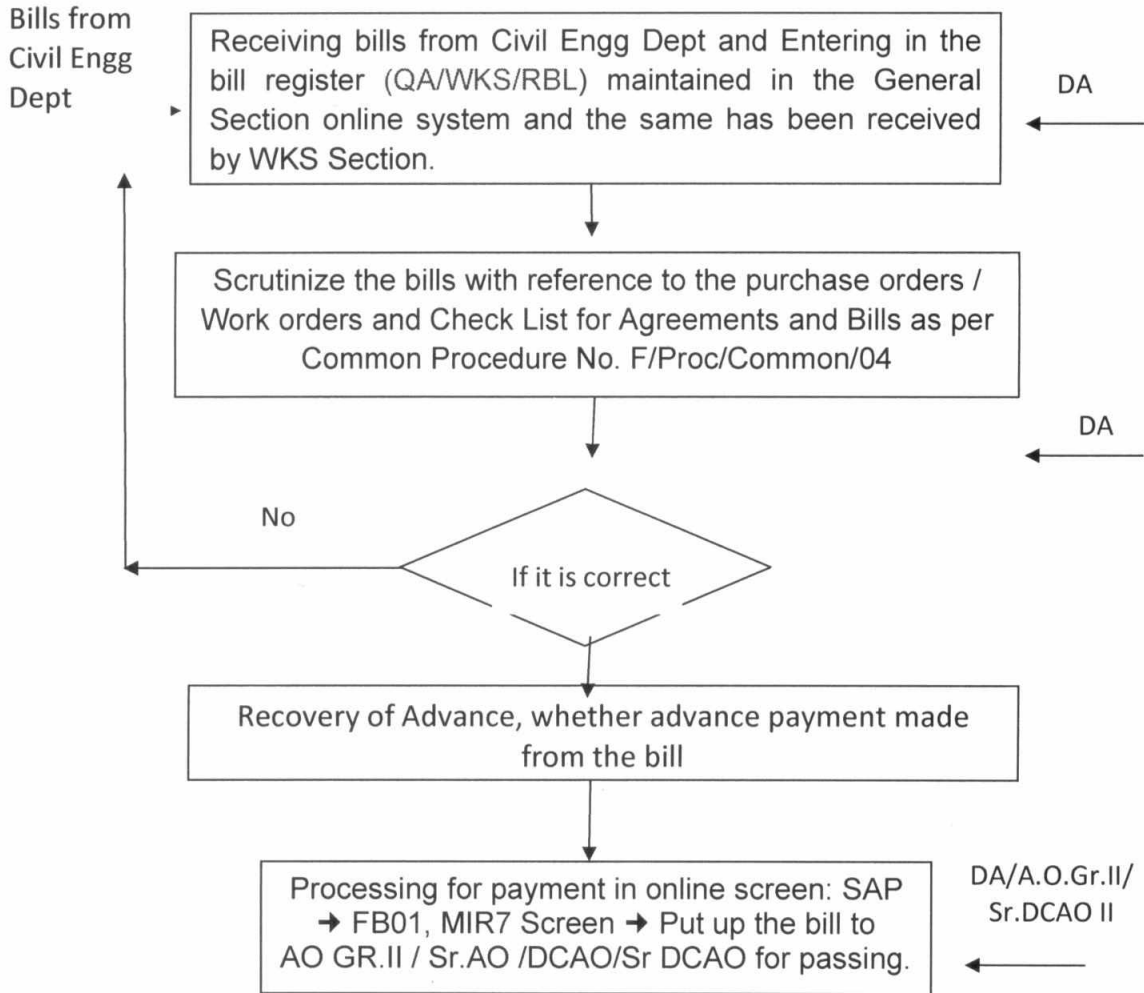 Bills from
Civil Engg
Dept
Receiving bills from Civil Engg Dept and Entering in the
bill register (QA/WKS/RBL) maintained in the General
Section online system and the same has been received
by WKS Section.
DA
Scrutinize the bills with reference to the purchase orders /
Work orders and Check List for Agreements and Bills as per
Common Procedure No. F/Proc/Common/04
DA
No
If it is correct
Recovery of Advance, whether advance payment made
from the bill
Processing for payment in online screen: SAP
➔ FB01, MIR7 Screen ➔ Put up the bill to
AO GR.II / Sr.AO /DCAO/Sr DCAO for passing.
DA/A.O.Gr.II/
Sr.DCAO II